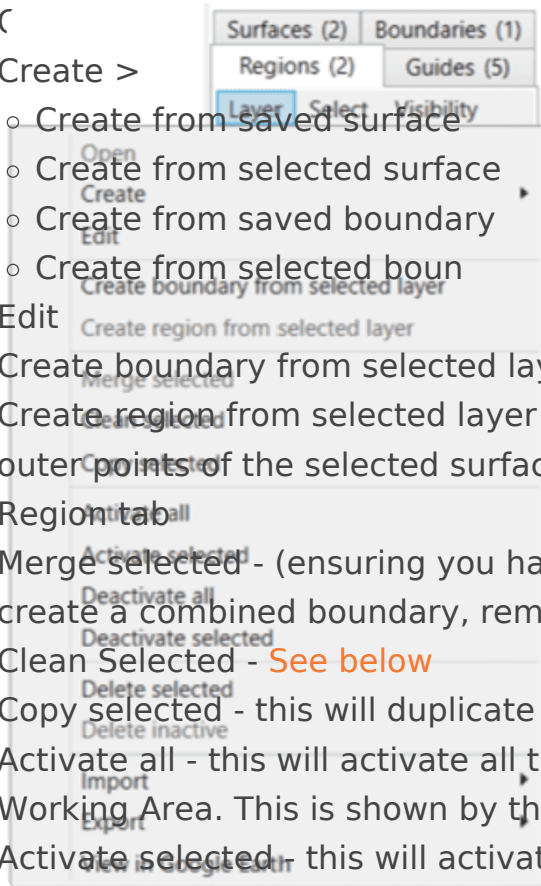 Surfaces (2) Boundaries (1)
Regions (2) Guides (5)
Layer Select Visibility
Create >
Create from saved surface
Open
Create from selected surface
Create
Create from saved boundary
Edit
Create from selected boun
Create boundary from selected layer
Edit
Create region from selected layer
Create boundary from selected lay
Merge selected
Create region from selected layer
Clean selected
outer points of the selected surfac
Copy selected
Region tab
Activate all
Merge selected - (ensuring you ha
Activate selected
create a combined boundary, rem
Deactivate all
Deactivate selected
Clean Selected - See below
Delete selected
Copy selected - this will duplicate
Delete inactive
Activate all - this will activate all t
Import
Working Area. This is shown by th
Export
Activate selected - this will activat
View in Google Earth